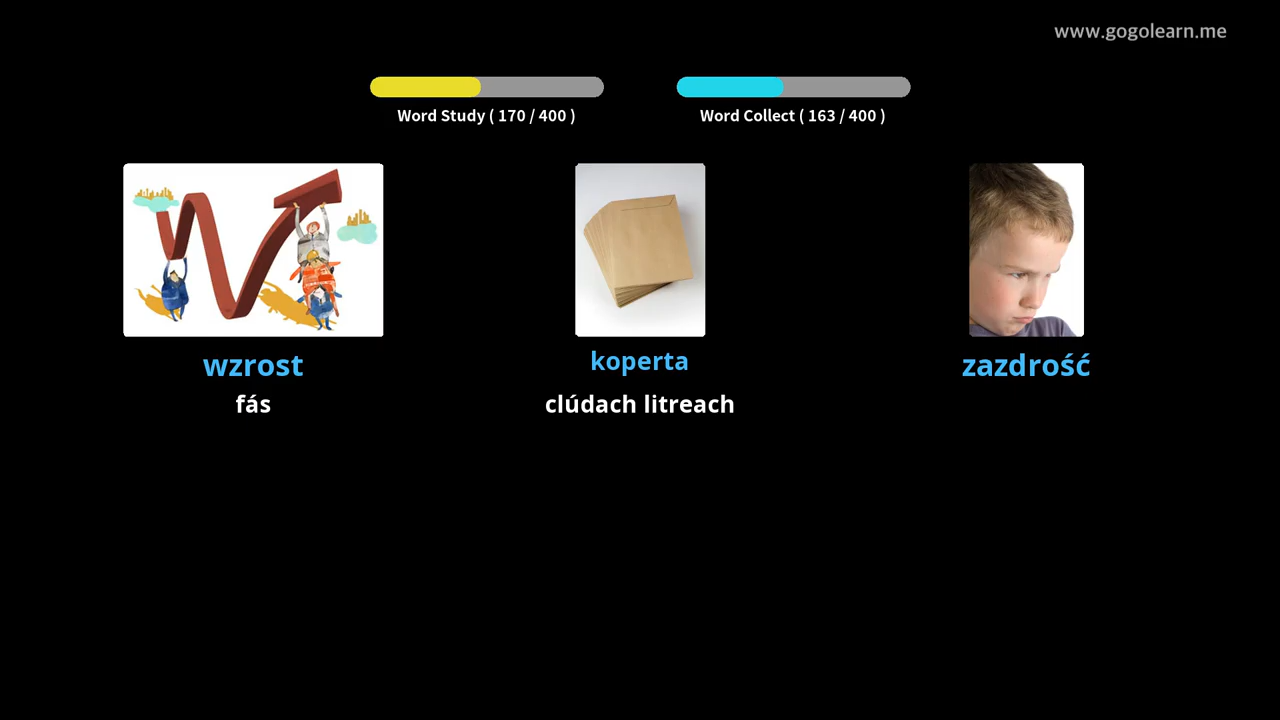 www.gogolearn.me
Word Study ( 170 / 400 )
Word Collect ( 163 / 400 )
wzrost
koperta
zazdrość
fás
clúdach litreach